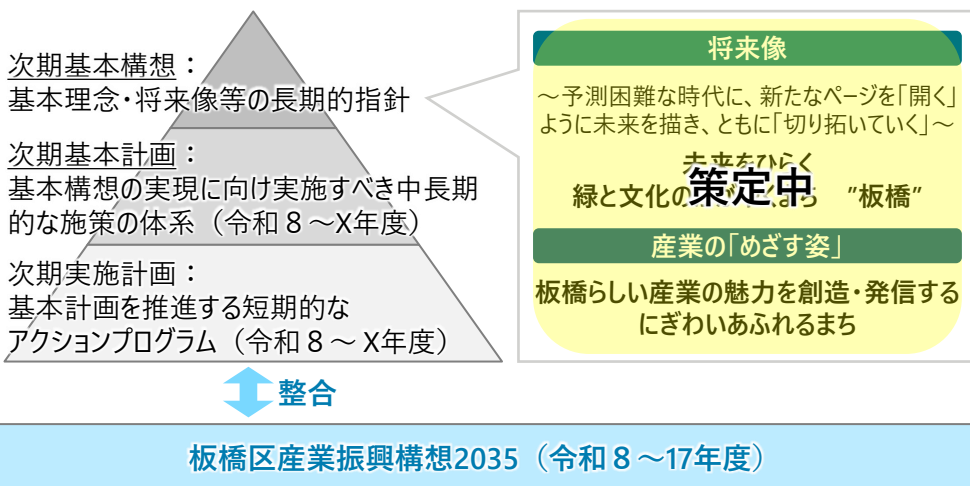 次期基本構想：
基本理念・将来像等の長期的指針
次期基本計画：
基本構想の実現に向け実施すべき中長期
的な施策の体系（令和８～X年度）
次期実施計画：
基本計画を推進する短期的な
アクションプログラム（令和８～X年度）
将来像
～予測困難な時代に、新たなページを「開く」
ように未来を描き、ともに「切り拓いていく」～
未来をひらく
緑と文化の まち ”板橋”
策定中
産業の「めざす姿」
板橋らしい産業の魅力を創造・発信する
にぎわいあふれるまち
整合
板橋区産業振興構想2035（令和８～17年度）